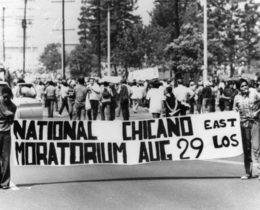 NATIONAL CHICANO EAST
MORATORIUM AUG 29 LOS